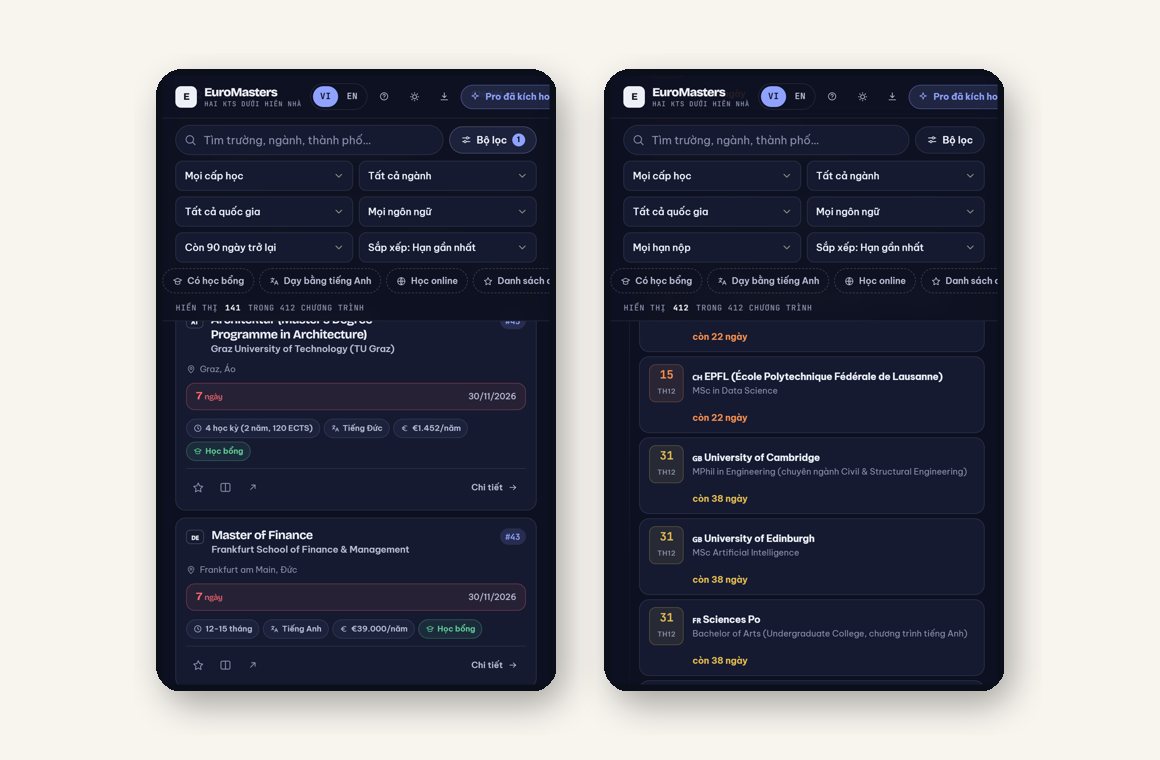 E EuroMasters VI EN Pro đã kích ho
HAI KTS DƯỚI HIÊN NHÀ
Tìm trường, ngành, thành phố... Bộ lọc 1
Mọi cấp học Tất cả ngành
Tất cả quốc gia Mọi ngôn ngữ
Còn 90 ngày trở lại Sắp xếp: Hạn gần nhất
Có học bổng Dạy bằng tiếng Anh Học online Danh sách
HIỂN THỊ 141 TRONG 412 CHƯƠNG TRÌNH
Architektur (Master's Degree #45
Programme in Architecture)
Graz University of Technology (TU Graz)
Graz, Áo
7 ngày 30/11/2026
4 học kỳ (2 năm, 120 ECTS) Tiếng Đức € €1.452/năm
Học bổng
Chi tiết →
DE Master of Finance #43
Frankfurt School of Finance & Management
Frankfurt am Main, Đức
7 ngày 30/11/2026
12–15 tháng Tiếng Anh € €39.000/năm Học bổng
Chi tiết →
E EuroMasters VI EN Pro đã kích ho
HAI KTS DƯỚI HIÊN NHÀ
Tìm trường, ngành, thành phố... Bộ lọc
Mọi cấp học Tất cả ngành
Tất cả quốc gia Mọi ngôn ngữ
Mọi hạn nộp Sắp xếp: Hạn gần nhất
Có học bổng Dạy bằng tiếng Anh Học online Danh sách
HIỂN THỊ 412 TRONG 412 CHƯƠNG TRÌNH
còn 22 ngày
15 TH12 CH EPFL (École Polytechnique Fédérale de Lausanne)
MSc in Data Science
còn 22 ngày
31 TH12 GB University of Cambridge
MPhil in Engineering (chuyên ngành Civil & Structural Engineering)
còn 38 ngày
31 TH12 GB University of Edinburgh
MSc Artificial Intelligence
còn 38 ngày
31 TH12 FR Sciences Po
Bachelor of Arts (Undergraduate College, chương trình tiếng Anh)
còn 38 ngày